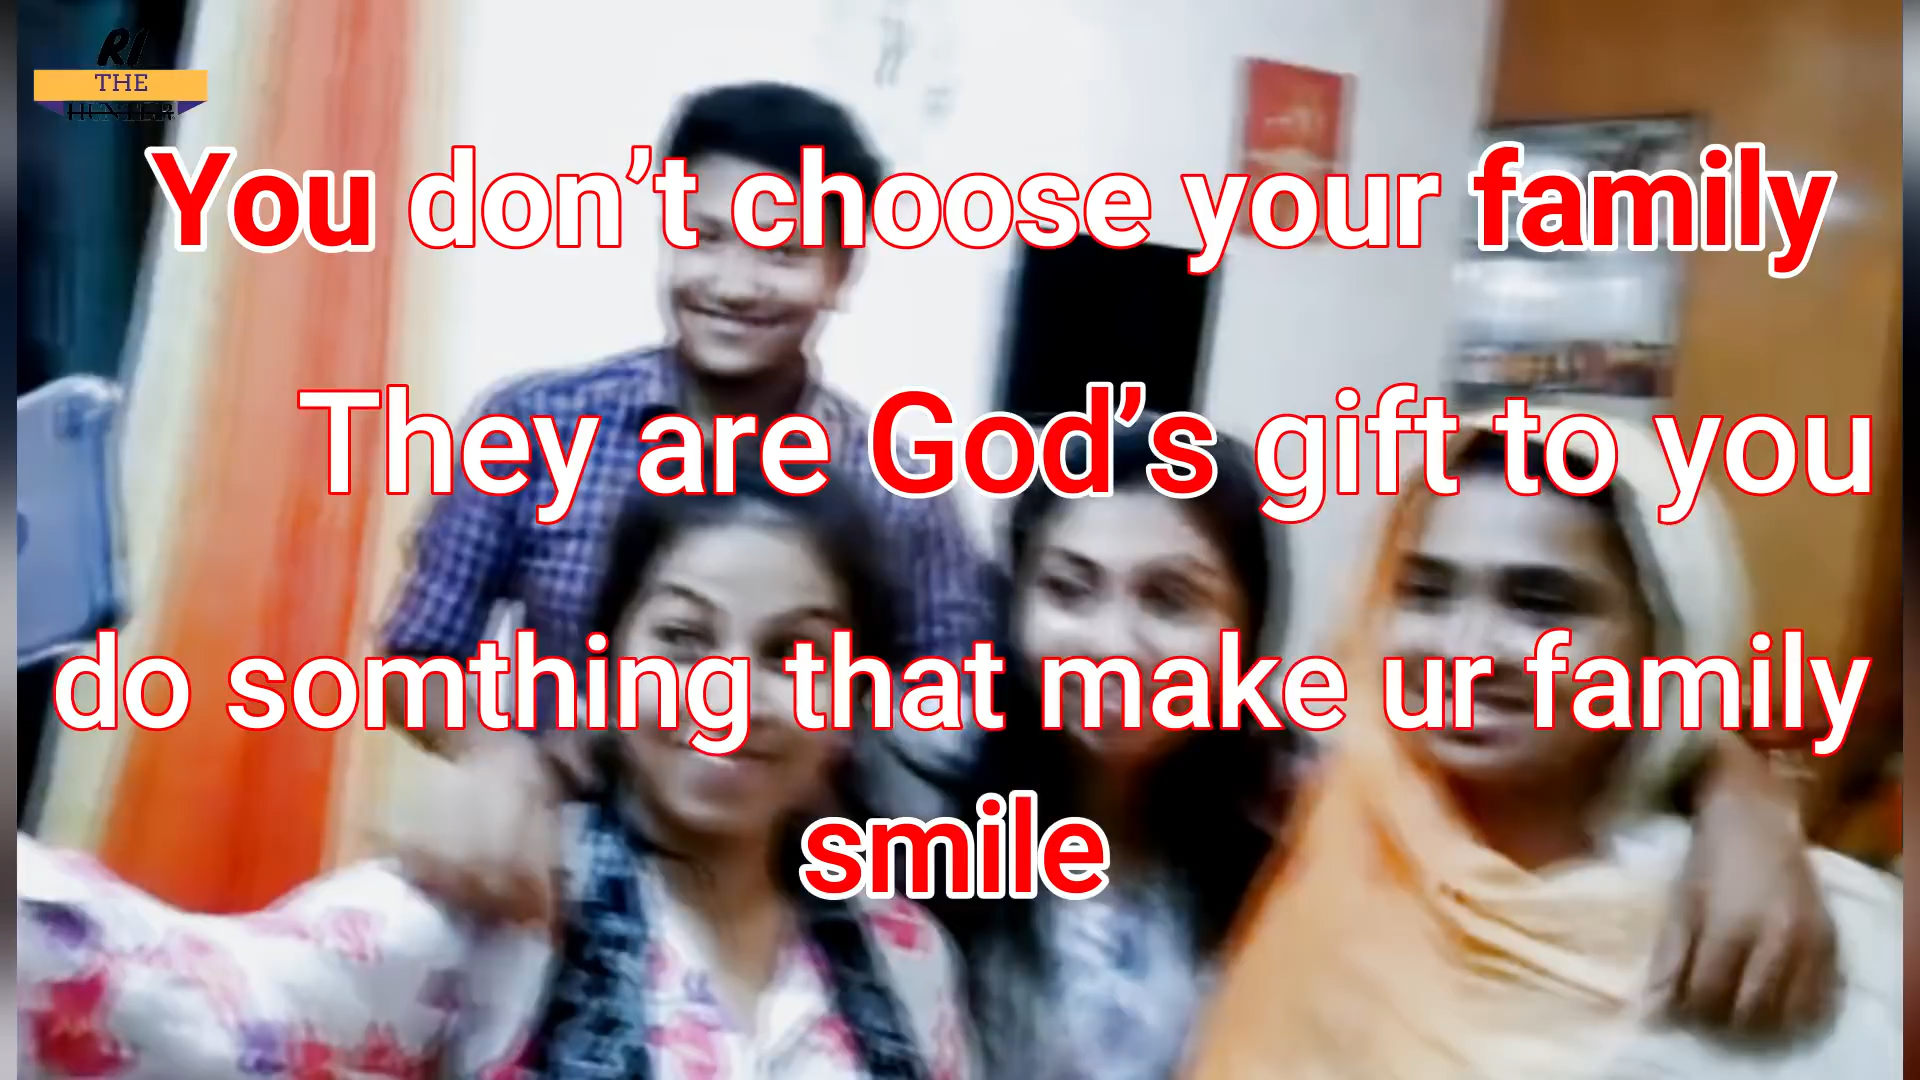 RI
THE
HUNTER
You don’t choose your family
They are God’s gift to you
do somthing that make ur family
smile